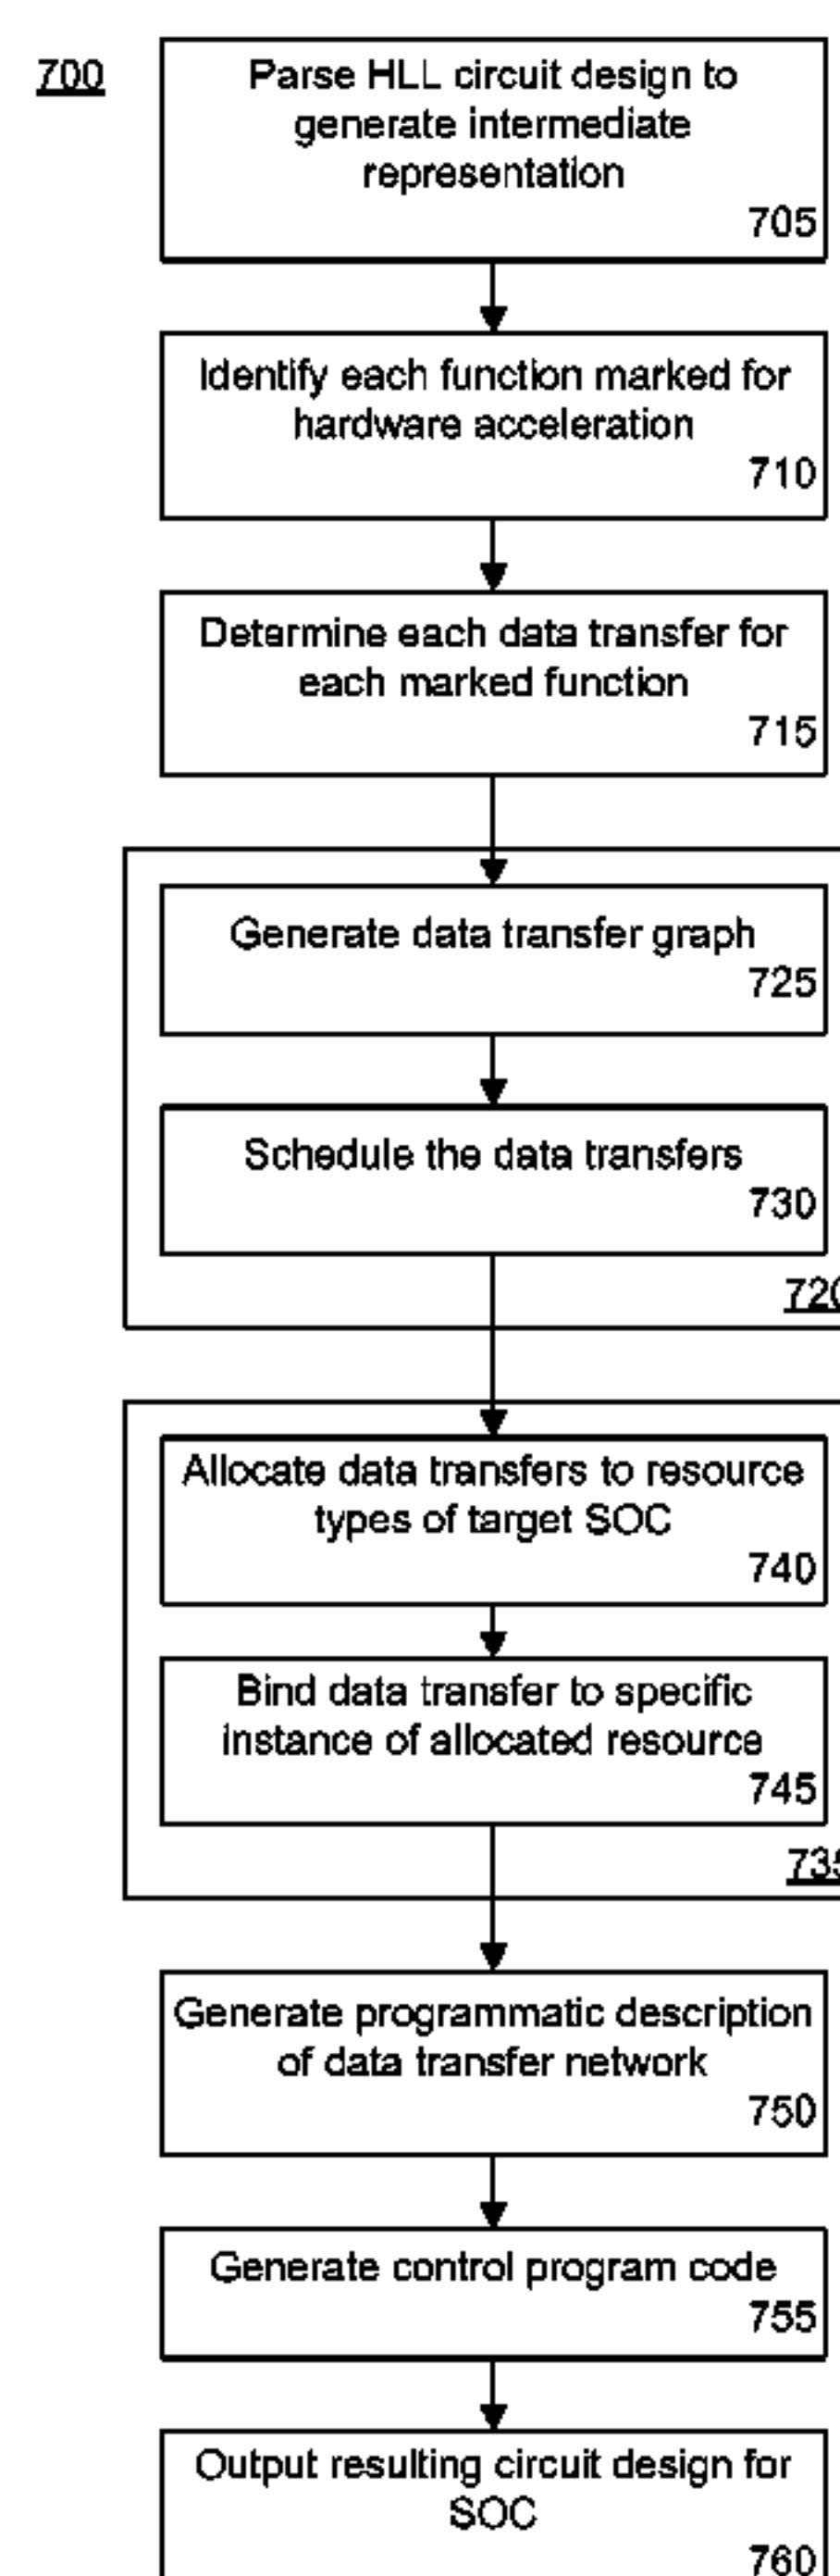 700
Parse HLL circuit design to
generate intermediate
representation
705
Identify each function marked for
hardware acceleration
710
Determine each data transfer for
each marked function
715
Generate data transfer graph
725
Schedule the data transfers
730
720
Allocate data transfers to resource
types of target SOC
740
Bind data transfer to specific
instance of allocated resource
745
735
Generate programmatic description
of data transfer network
750
Generate control program code
755
Output resulting circuit design for
SOC
760